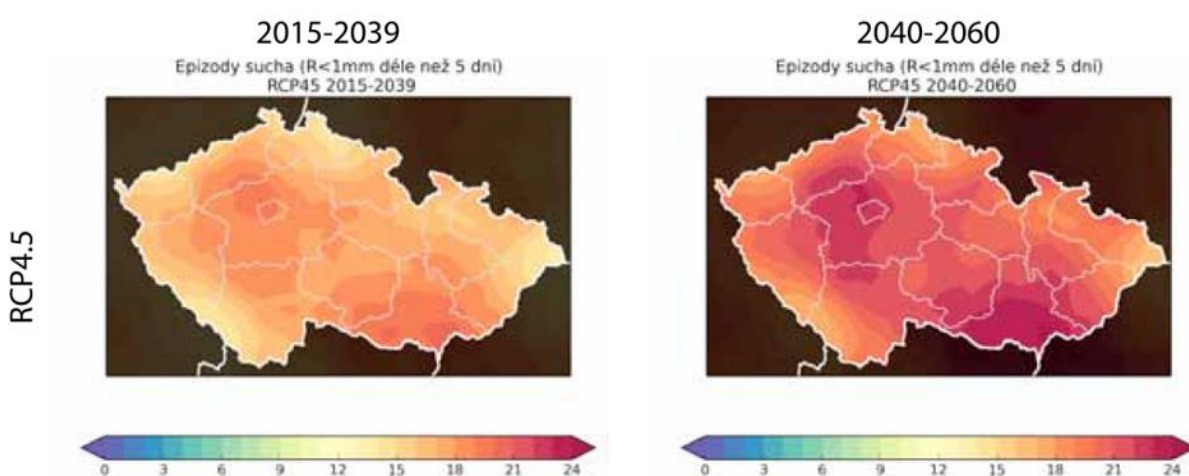 2015-2039
Epizody sucha (R<1mm déle než 5 dní)
RCP45 2015-2039
2040-2060
Epizody sucha (R<1mm déle než 5 dní)
RCP45 2040-2060
RCP4.5
0 3 6 9 12 15 18 21 24
0 3 6 9 12 15 18 21 24